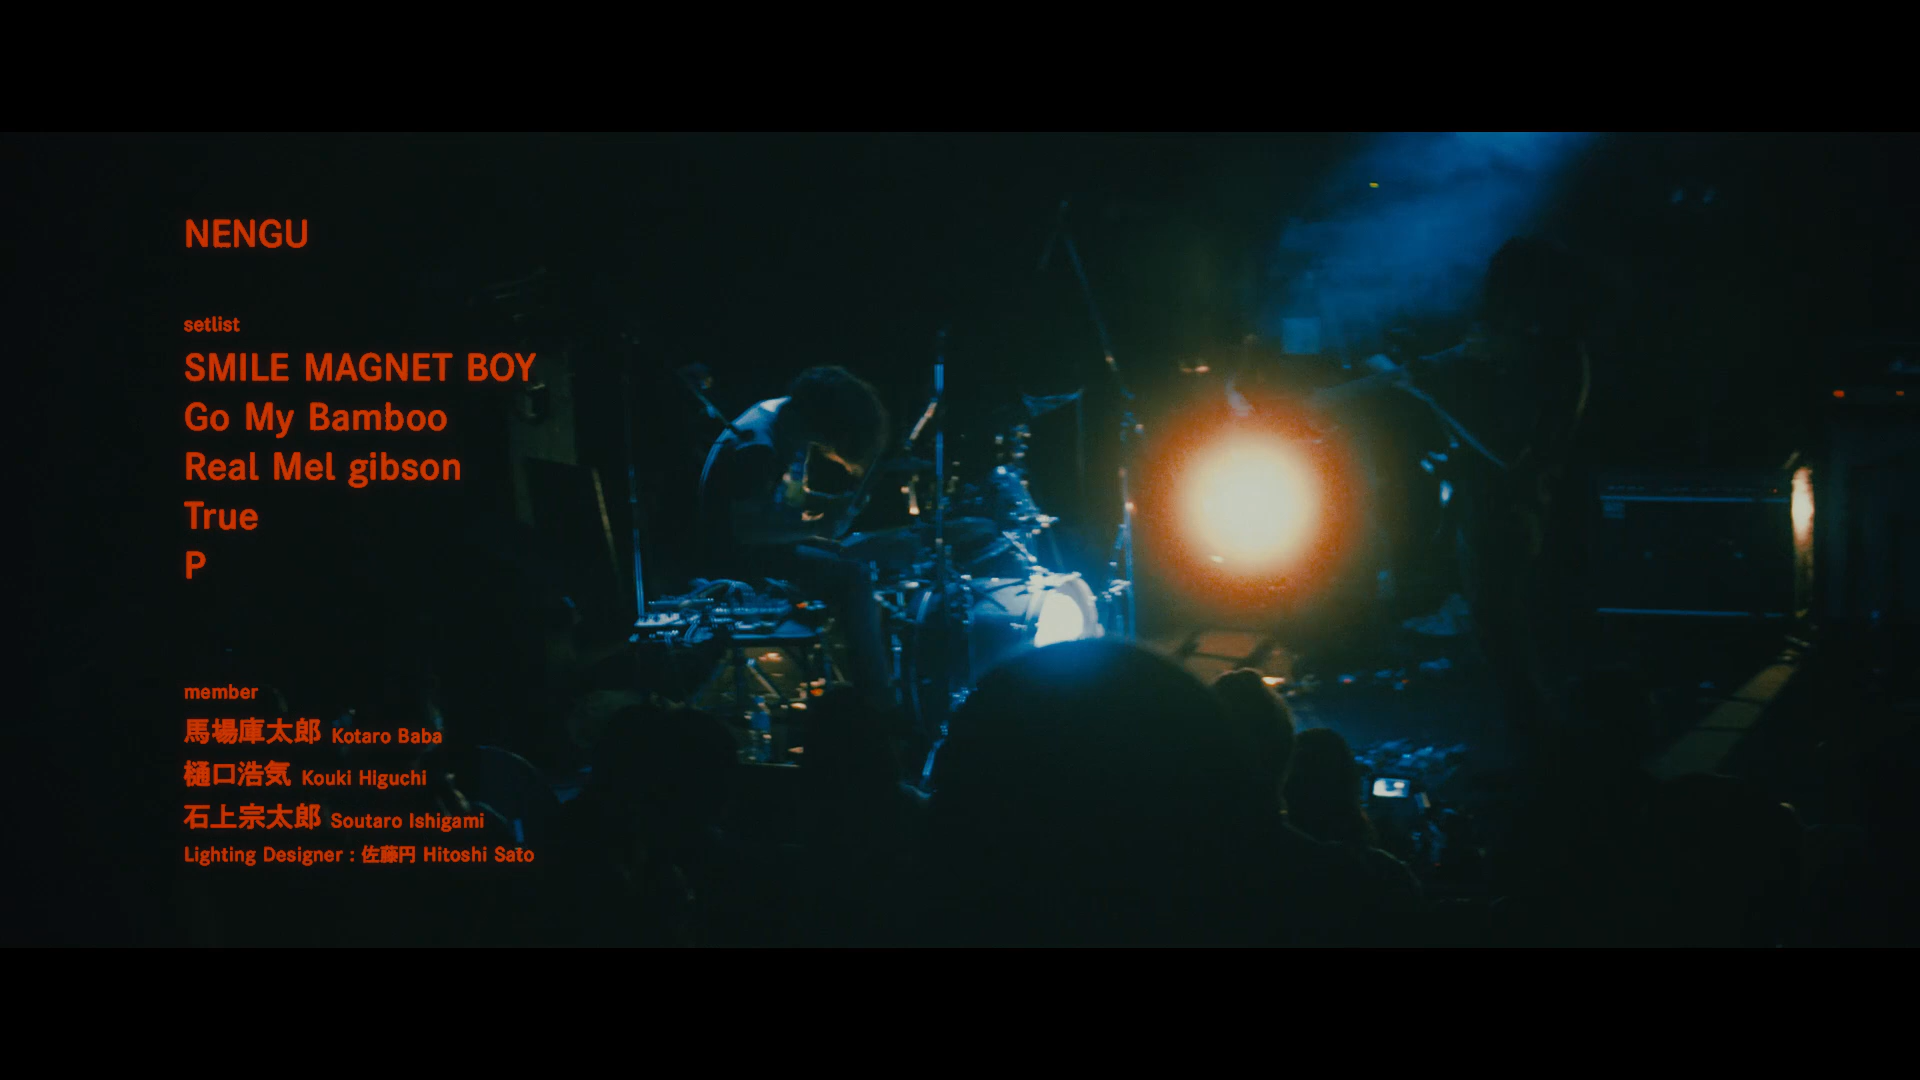 NENGU
setlist
SMILE MAGNET BOY
Go My Bamboo
Real Mel gibson
True
P
member
馬場庫太郎 Kotaro Baba
樋口浩気 Kouki Higuchi
石上宗太郎 Soutaro Ishigami
Lighting Designer : 佐藤円 Hitoshi Sato